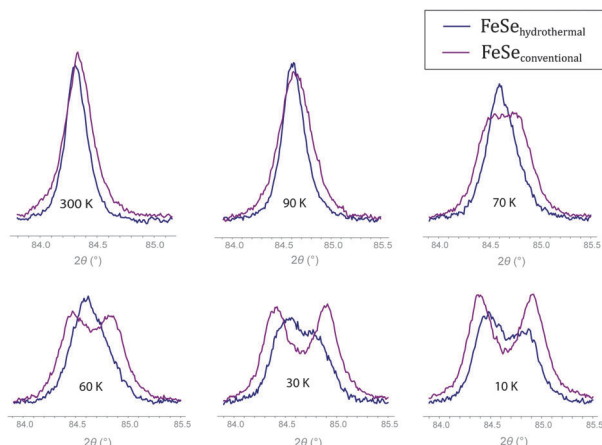 FeSehydrothermal
FeSeconventional
300 K
84.0 84.5 85.0
2θ (°)
90 K
84.0 84.5 85.0 85.5
2θ (°)
70 K
84.0 84.5 85.0 85.5
2θ (°)
60 K
84.0 84.5 85.0 85.5
2θ (°)
30 K
84.0 84.5 85.0 85.5
2θ (°)
10 K
84.0 84.5 85.0 85.5
2θ (°)